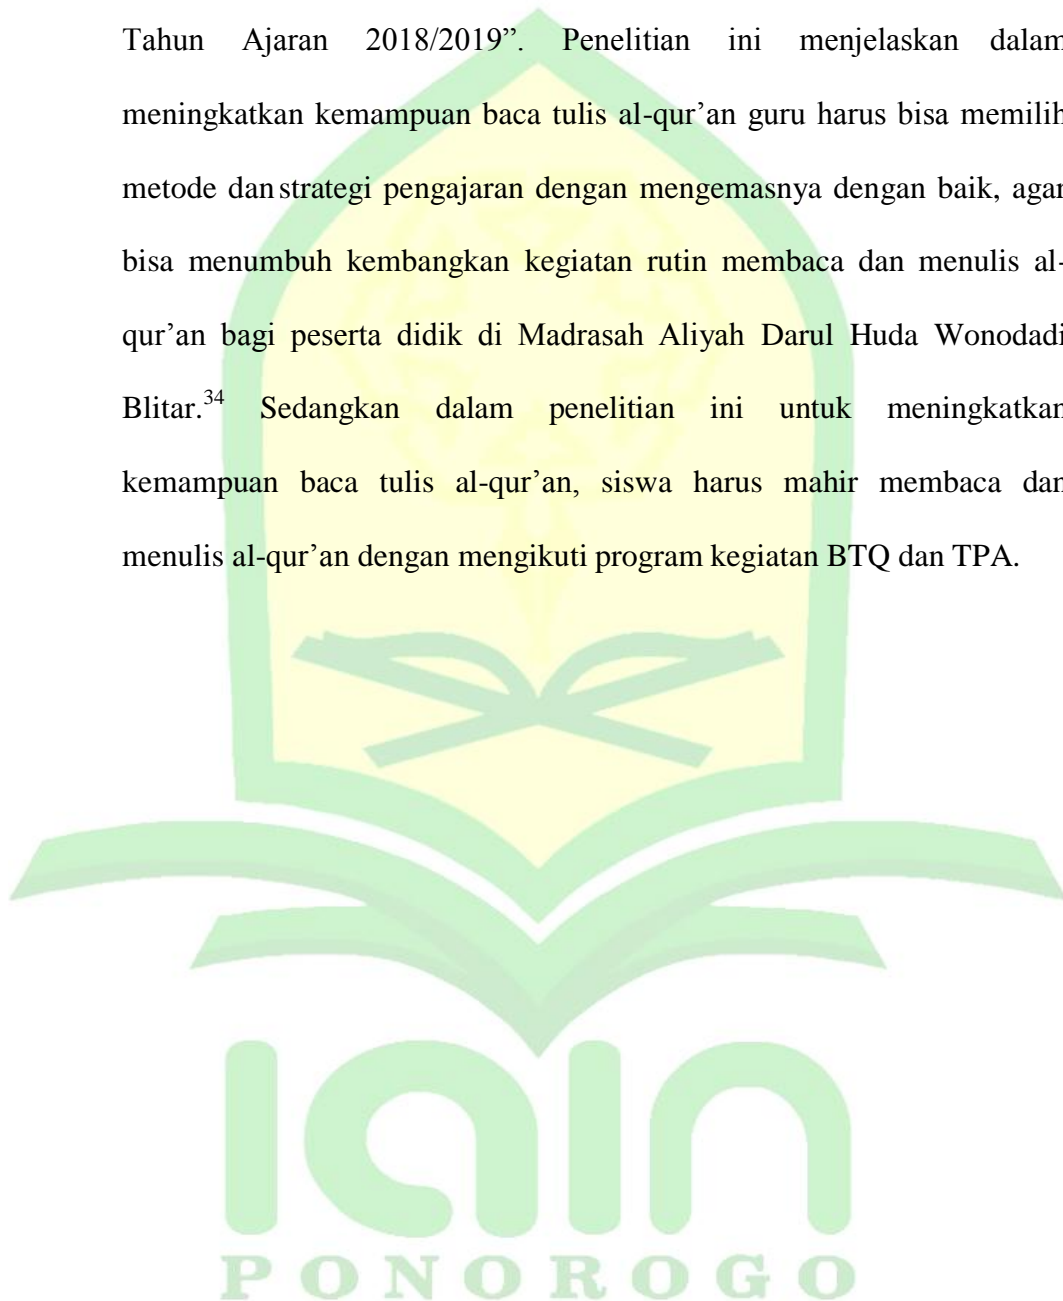 Tahun Ajaran 2018/2019”. Penelitian ini menjelaskan dalam
meningkatkan kemampuan baca tulis al-qur’an guru harus bisa memilih
metode dan strategi pengajaran dengan mengemasnya dengan baik, agar
bisa menumbuh kembangkan kegiatan rutin membaca dan menulis al-
qur’an bagi peserta didik di Madrasah Aliyah Darul Huda Wonodadi
Blitar.34 Sedangkan dalam penelitian ini untuk meningkatkan
kemampuan baca tulis al-qur’an, siswa harus mahir membaca dan
menulis al-qur’an dengan mengikuti program kegiatan BTQ dan TPA.
iain
PONOROGO